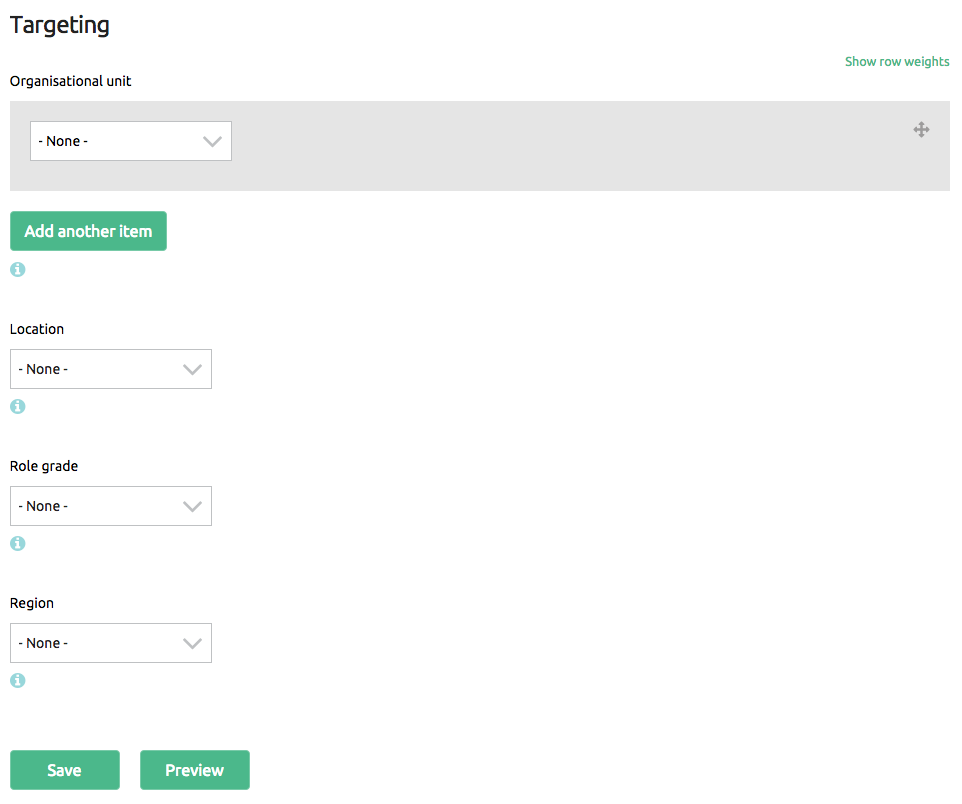 Targeting
Show row weights
Organisational unit
- None -
Add another item
Location
- None -
Role grade
- None -
Region
- None -
Save
Preview